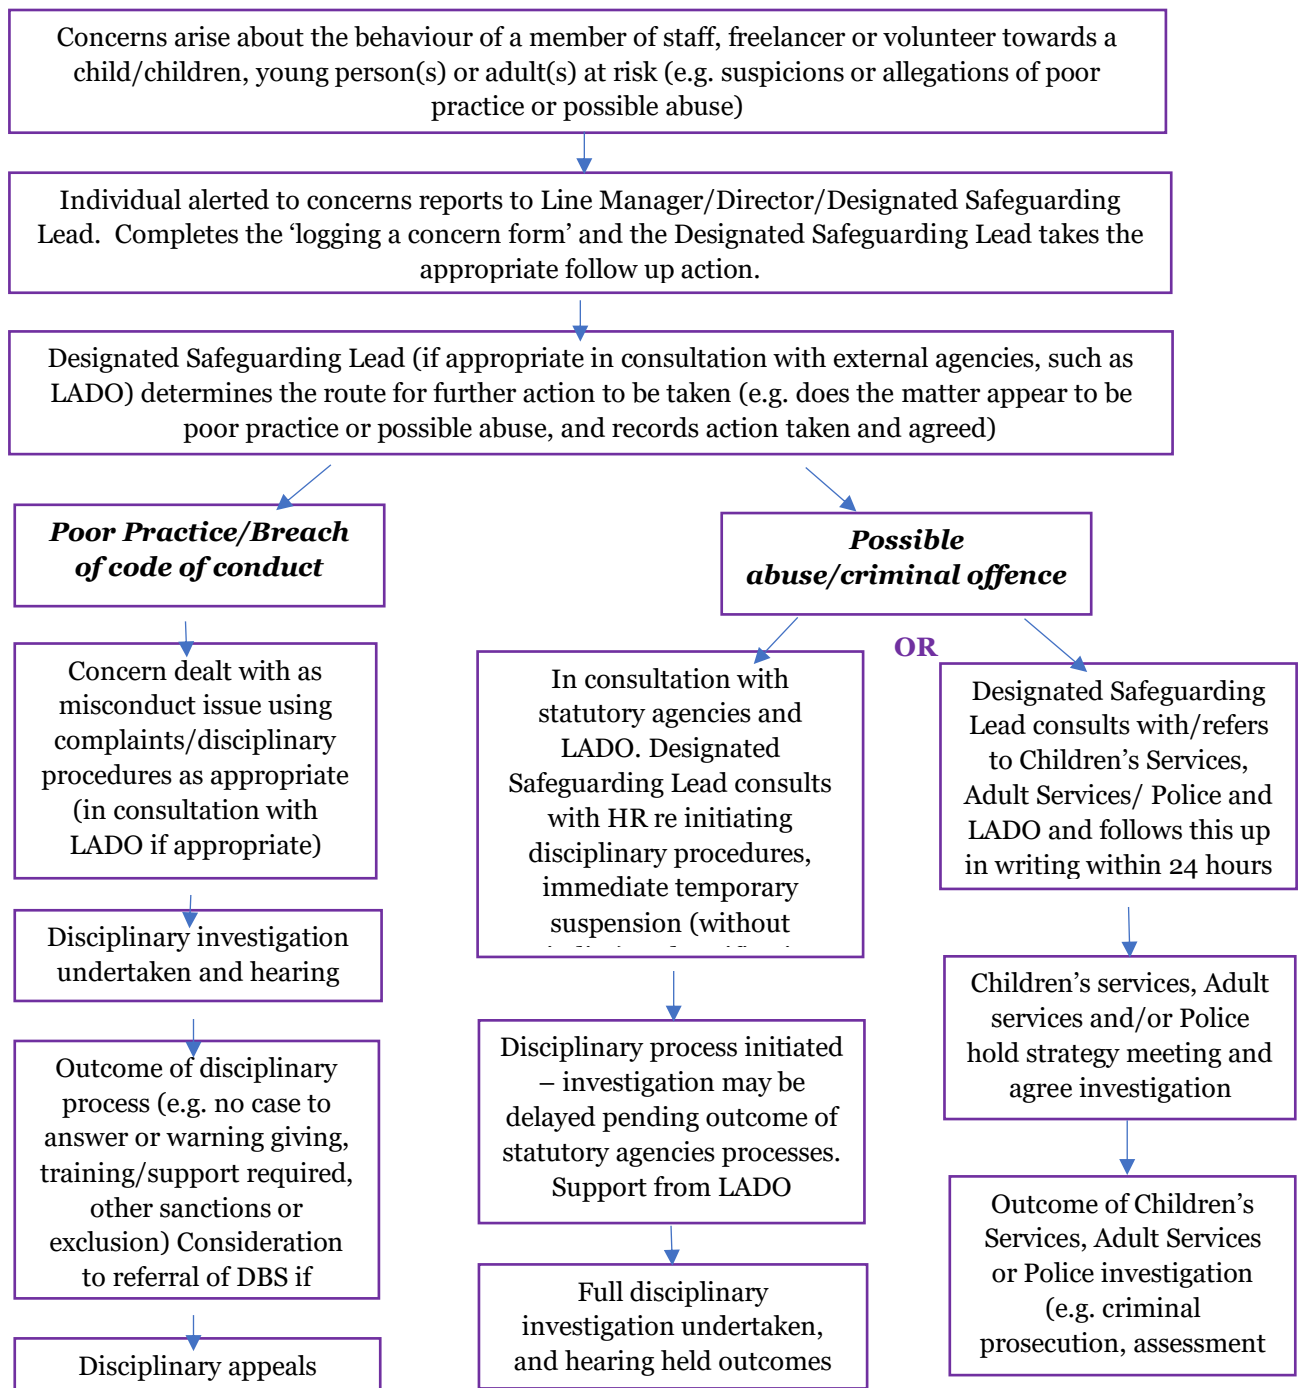 Concerns arise about the behaviour of a member of staff, freelancer or volunteer towards a
child/children, young person(s) or adult(s) at risk (e.g. suspicions or allegations of poor
practice or possible abuse)
Individual alerted to concerns reports to Line Manager/Director/Designated Safeguarding
Lead.  Completes the ‘logging a concern form’ and the Designated Safeguarding Lead takes the
appropriate follow up action.
Designated Safeguarding Lead (if appropriate in consultation with external agencies, such as
LADO) determines the route for further action to be taken (e.g. does the matter appear to be
poor practice or possible abuse, and records action taken and agreed)
Poor Practice/Breach
of code of conduct
Possible
abuse/criminal offence
Concern dealt with as
misconduct issue using
complaints/disciplinary
procedures as appropriate
(in consultation with
LADO if appropriate)
Disciplinary investigation
undertaken and hearing
Outcome of disciplinary
process (e.g. no case to
answer or warning giving,
training/support required,
other sanctions or
exclusion) Consideration
to referral of DBS if
Disciplinary appeals
In consultation with
statutory agencies and
LADO. Designated
Safeguarding Lead consults
with HR re initiating
disciplinary procedures,
immediate temporary
suspension (without
Disciplinary process initiated
– investigation may be
delayed pending outcome of
statutory agencies processes.
Support from LADO
Full disciplinary
investigation undertaken,
and hearing held outcomes
OR
Designated Safeguarding
Lead consults with/refers
to Children’s Services,
Adult Services/ Police and
LADO and follows this up
in writing within 24 hours
Children’s services, Adult
services and/or Police
hold strategy meeting and
agree investigation
Outcome of Children’s
Services, Adult Services
or Police investigation
(e.g. criminal
prosecution, assessment